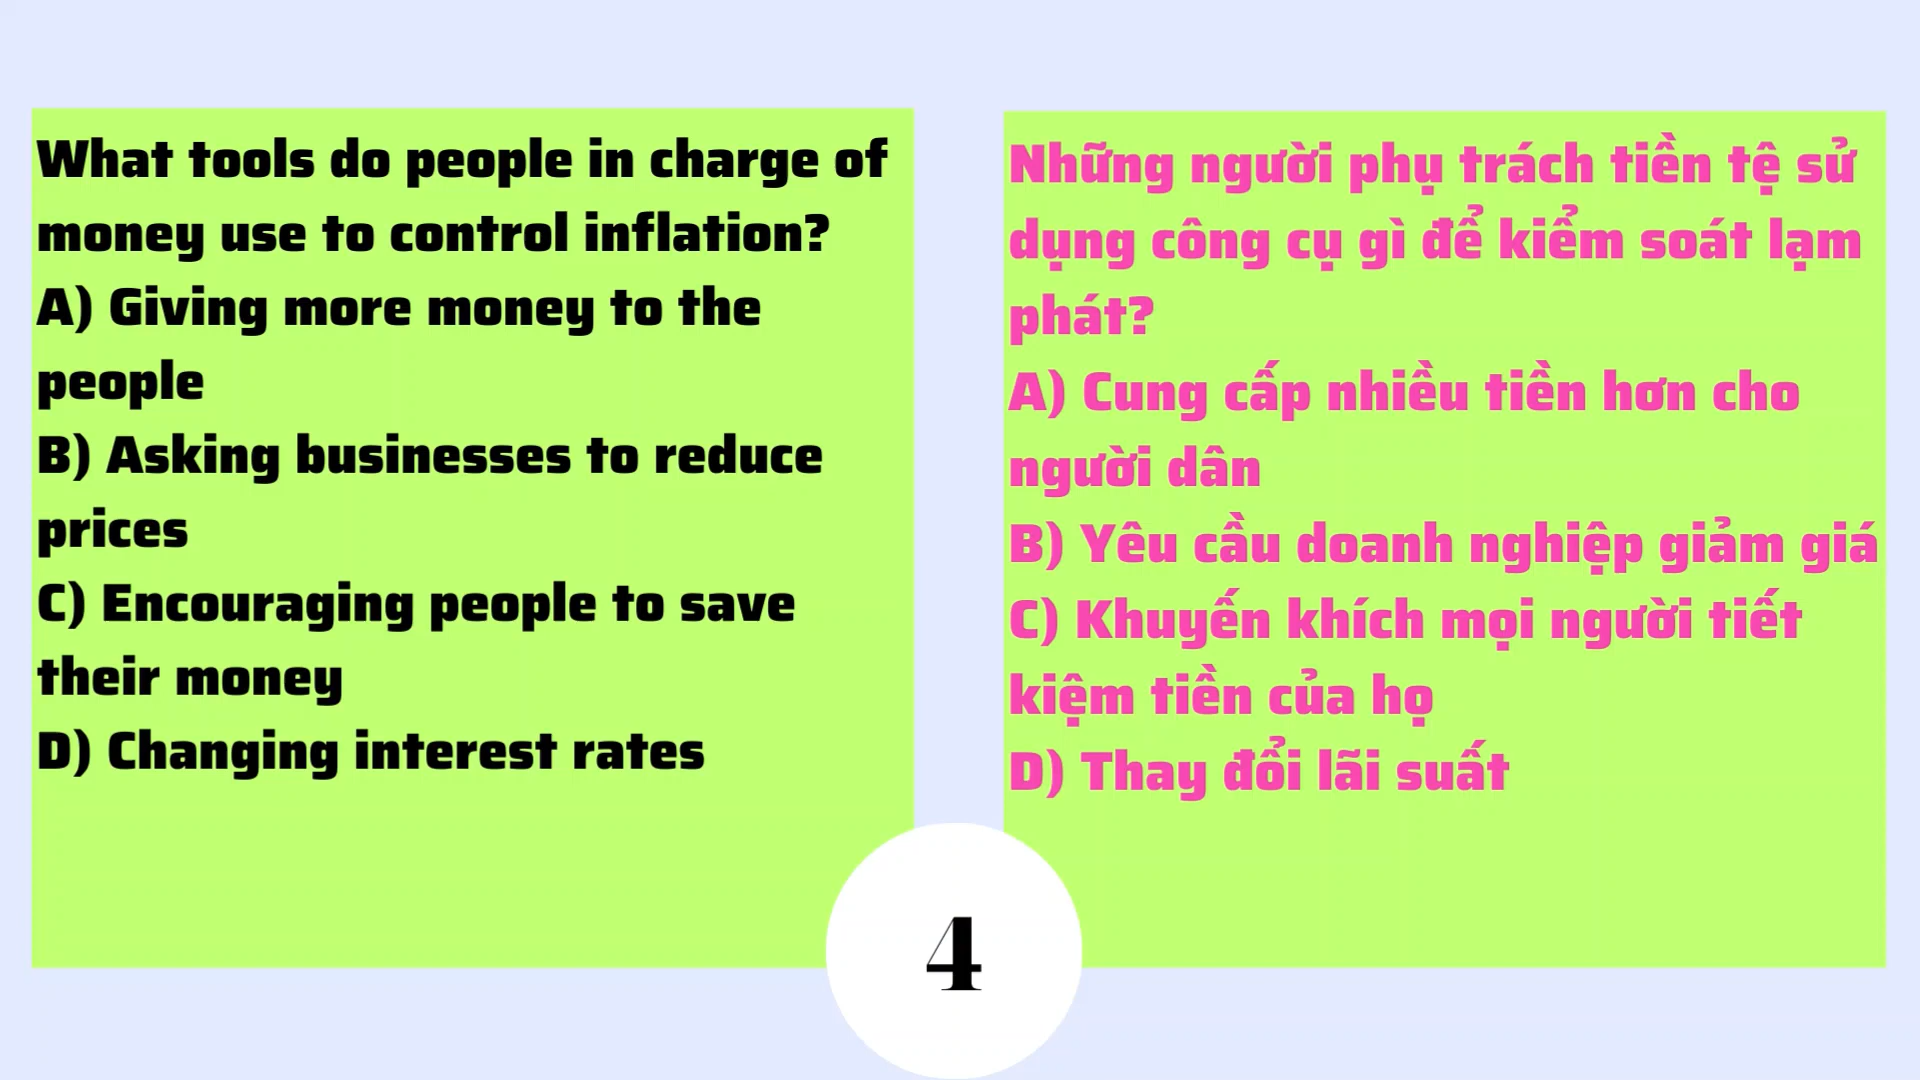 What tools do people in charge of
money use to control inflation?
A) Giving more money to the
people
B) Asking businesses to reduce
prices
C) Encouraging people to save
their money
D) Changing interest rates
Những người phụ trách tiền tệ sử
dụng công cụ gì để kiểm soát lạm
phát?
A) Cung cấp nhiều tiền hơn cho
người dân
B) Yêu cầu doanh nghiệp giảm giá
C) Khuyến khích mọi người tiết
kiệm tiền của họ
D) Thay đổi lãi suất
4